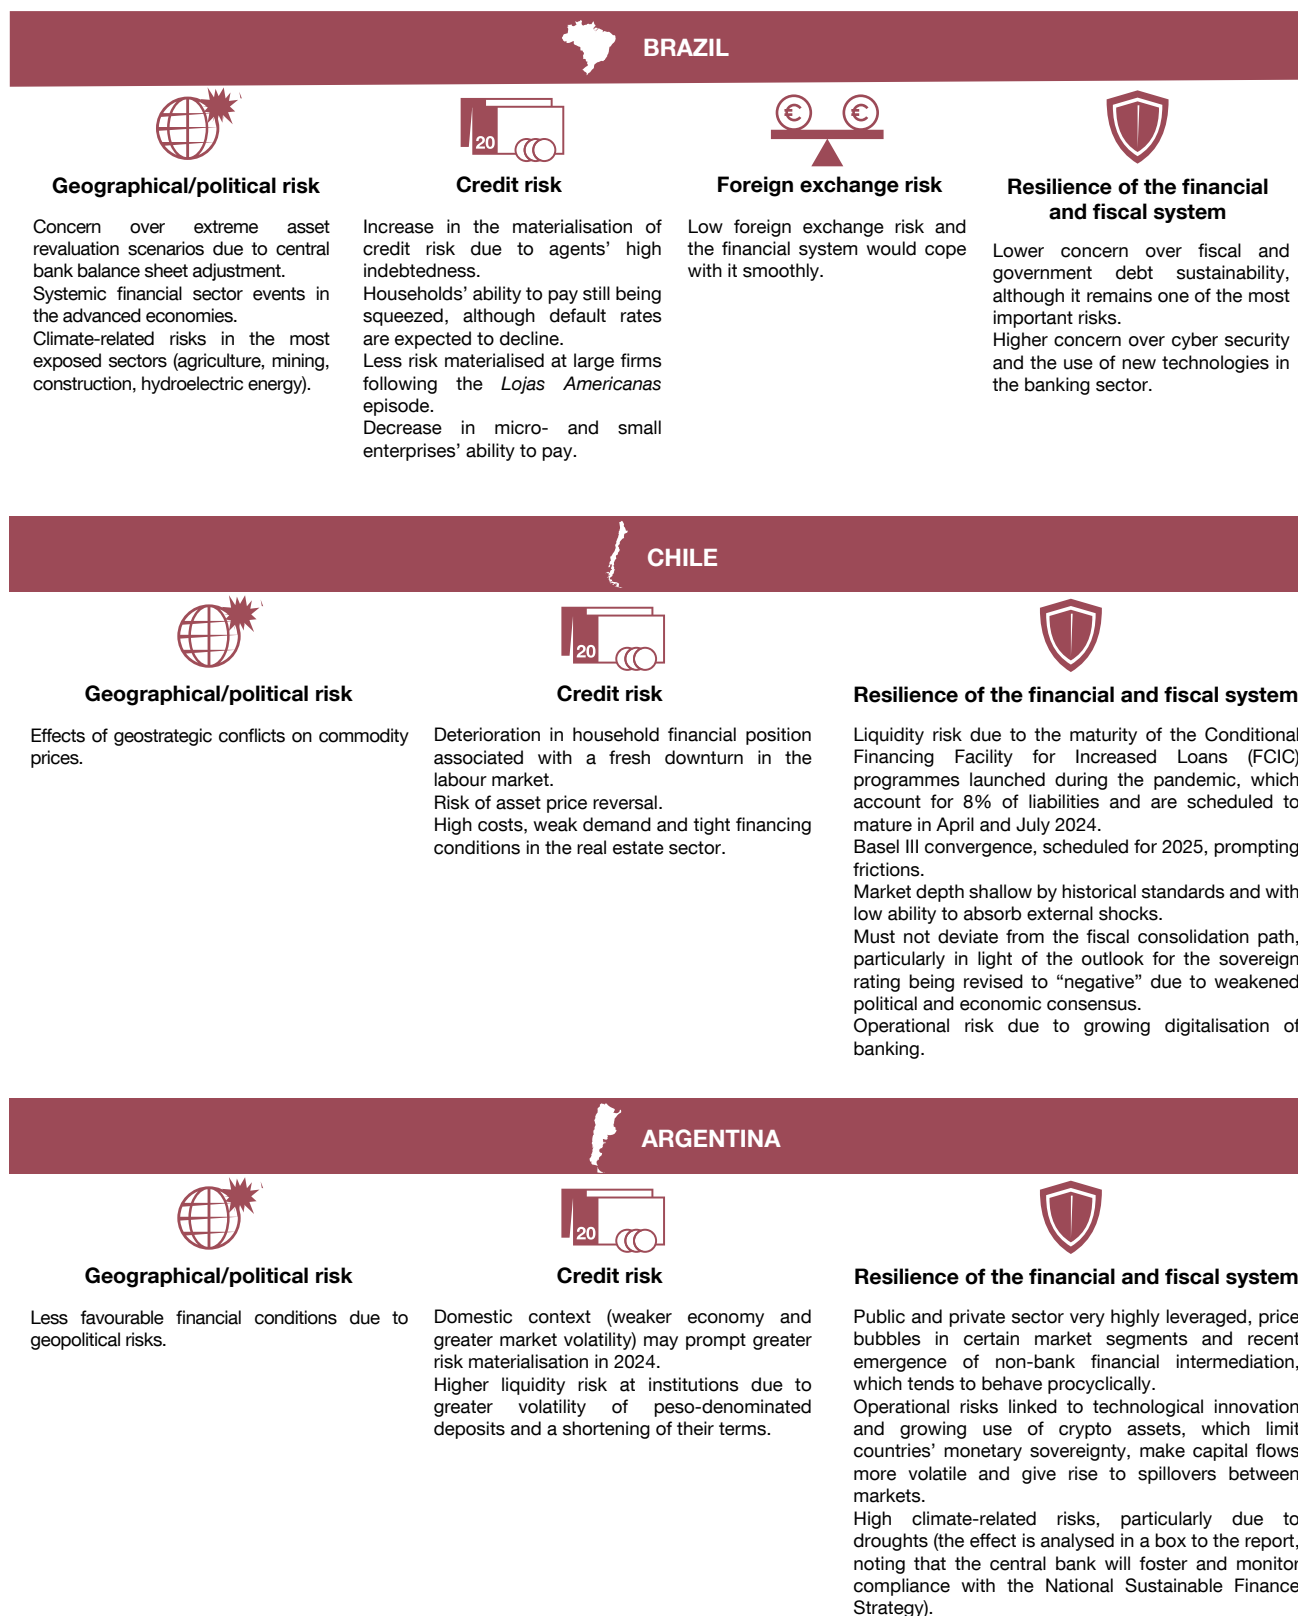 BRAZIL
20
€ €
Geographical/political risk
Concern over extreme asset
revaluation scenarios due to central
bank balance sheet adjustment.
Systemic financial sector events in
the advanced economies.
Climate-related risks in the most
exposed sectors (agriculture, mining,
construction, hydroelectric energy).
Credit risk
Increase in the materialisation of
credit risk due to agents’ high
indebtedness.
Households’ ability to pay still being
squeezed, although default rates
are expected to decline.
Less risk materialised at large firms
following the Lojas Americanas
episode.
Decrease in micro- and small
enterprises’ ability to pay.
Foreign exchange risk
Low foreign exchange risk and
the financial system would cope
with it smoothly.
Resilience of the financial
and fiscal system
Lower concern over fiscal and
government debt sustainability,
although it remains one of the most
important risks.
Higher concern over cyber security
and the use of new technologies in
the banking sector.
CHILE
20
Geographical/political risk
Effects of geostrategic conflicts on commodity
prices.
Credit risk
Deterioration in household financial position
associated with a fresh downturn in the
labour market.
Risk of asset price reversal.
High costs, weak demand and tight financing
conditions in the real estate sector.
Resilience of the financial and fiscal system
Liquidity risk due to the maturity of the Conditional
Financing Facility for Increased Loans (FCIC)
programmes launched during the pandemic, which
account for 8% of liabilities and are scheduled to
mature in April and July 2024.
Basel III convergence, scheduled for 2025, prompting
frictions.
Market depth shallow by historical standards and with
low ability to absorb external shocks.
Must not deviate from the fiscal consolidation path,
particularly in light of the outlook for the sovereign
rating being revised to “negative” due to weakened
political and economic consensus.
Operational risk due to growing digitalisation of
banking.
ARGENTINA
20
Geographical/political risk
Less favourable financial conditions due to
geopolitical risks.
Credit risk
Domestic context (weaker economy and
greater market volatility) may prompt greater
risk materialisation in 2024.
Higher liquidity risk at institutions due to
greater volatility of peso-denominated
deposits and a shortening of their terms.
Resilience of the financial and fiscal system
Public and private sector very highly leveraged, price
bubbles in certain market segments and recent
emergence of non-bank financial intermediation,
which tends to behave procyclically.
Operational risks linked to technological innovation
and growing use of crypto assets, which limit
countries’ monetary sovereignty, make capital flows
more volatile and give rise to spillovers between
markets.
High climate-related risks, particularly due to
droughts (the effect is analysed in a box to the report,
noting that the central bank will foster and monitor
compliance with the National Sustainable Finance
Strategy).